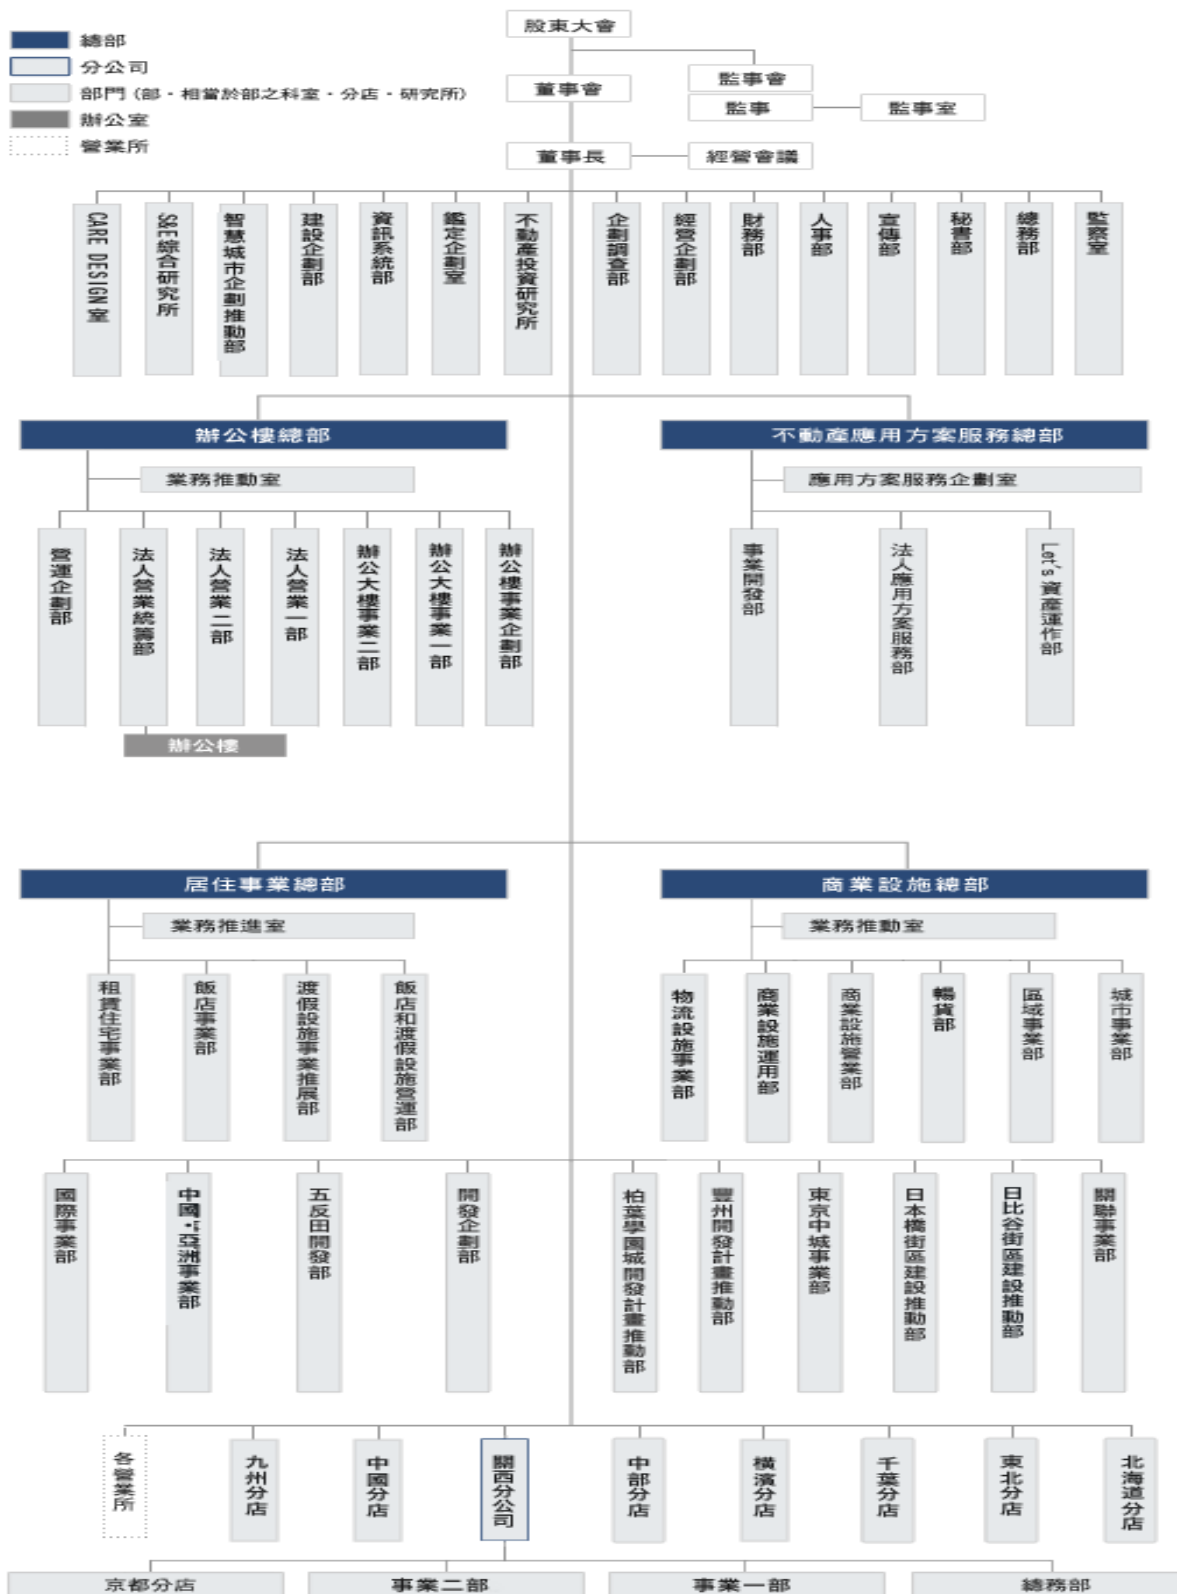 總部
分公司
部門 (部・相當於部之科室・分店・研究所)
辦公室
營業所
股東大會
董事會
監事會
監事
監事室
董事長
經營會議
CARE DESIGN 室
S&E 綜合研究所
智慧城市企劃推動部
建設企劃部
資訊系統部
鑑定企劃室
不動產投資研究所
企劃調查部
經營企劃部
財務部
人事部
宣傳部
秘書部
總務部
監察室
辦公樓總部
業務推動室
營運企劃部
法人營業統籌部
法人營業二部
法人營業一部
辦公大樓事業二部
辦公大樓事業一部
辦公樓事業企劃部
辦公樓
不動產應用方案服務總部
應用方案服務企劃室
事業開發部
法人應用方案服務部
Let's 資產運作部
居住事業總部
業務推進室
租賃住宅事業部
飯店事業部
渡假設施事業推展部
飯店和渡假設施營運部
商業設施總部
業務推動室
物流設施事業部
商業設施運用部
商業設施營業部
暢貨部
區域事業部
城市事業部
國際事業部
中國・亞洲事業部
五反田開發部
開發企劃部
柏葉學園城開發計畫推動部
豐州開發計畫推動部
東京中城事業部
日本橋街區建設推動部
日比谷街區建設推動部
關聯事業部
各營業所
九州分店
中國分店
關西分公司
中部分店
橫濱分店
千葉分店
東北分店
北海道分店
京都分店
事業二部
事業一部
總務部